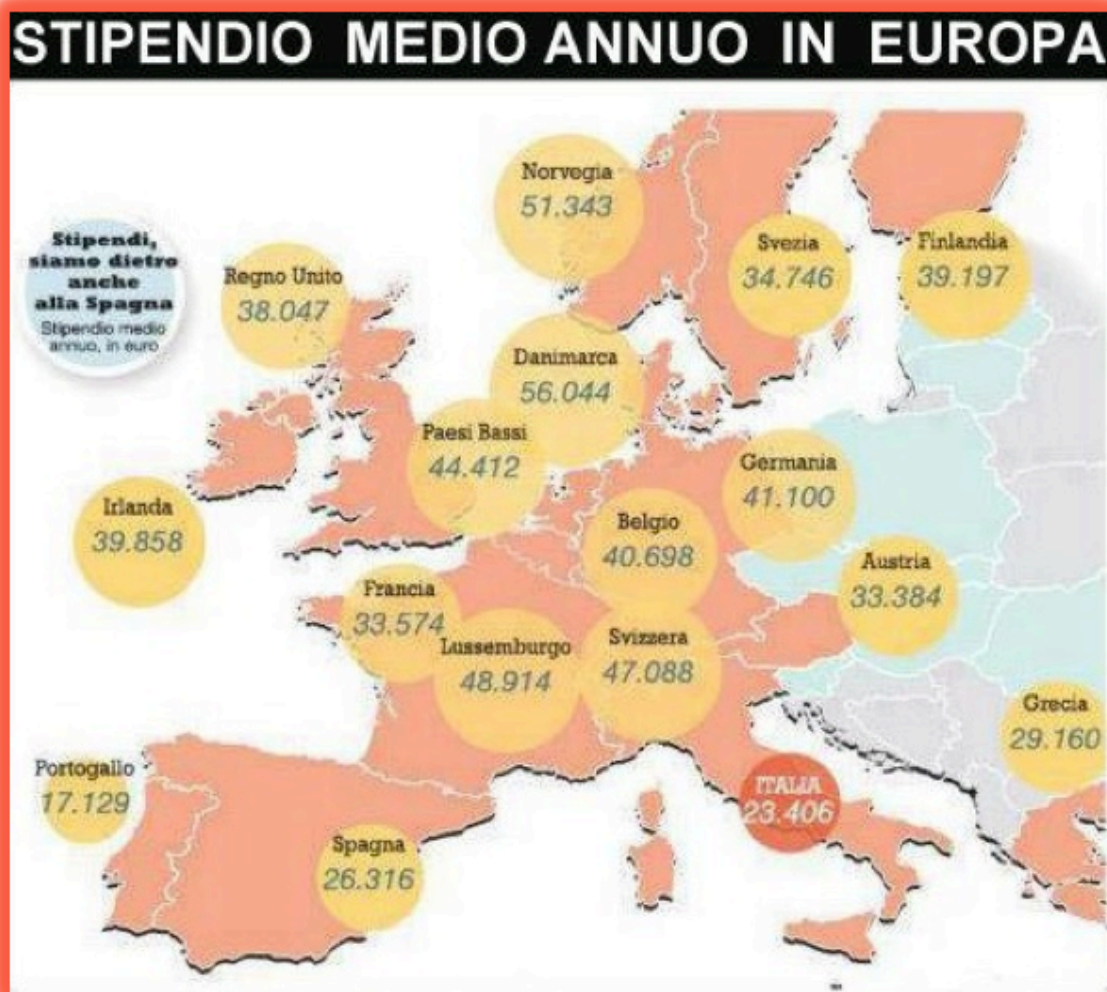 STIPENDIO MEDIO ANNUO IN EUROPA
Norvegia
51.343
Stipendi,
siamo dietro
anche
alla Spagna
Stipendio medio
annuo, in euro
Regno Unito
38.047
Svezia
34.746
Finlandia
39.197
Danimarca
56.044
Paesi Bassi
44.412
Germania
41.100
Irlanda
39.858
Belgio
40.698
Austria
33.384
Francia
33.574
Lussemburgo
48.914
Svizzera
47.088
Grecia
29.160
Portogallo
17.129
ITALIA
23.406
Spagna
26.316